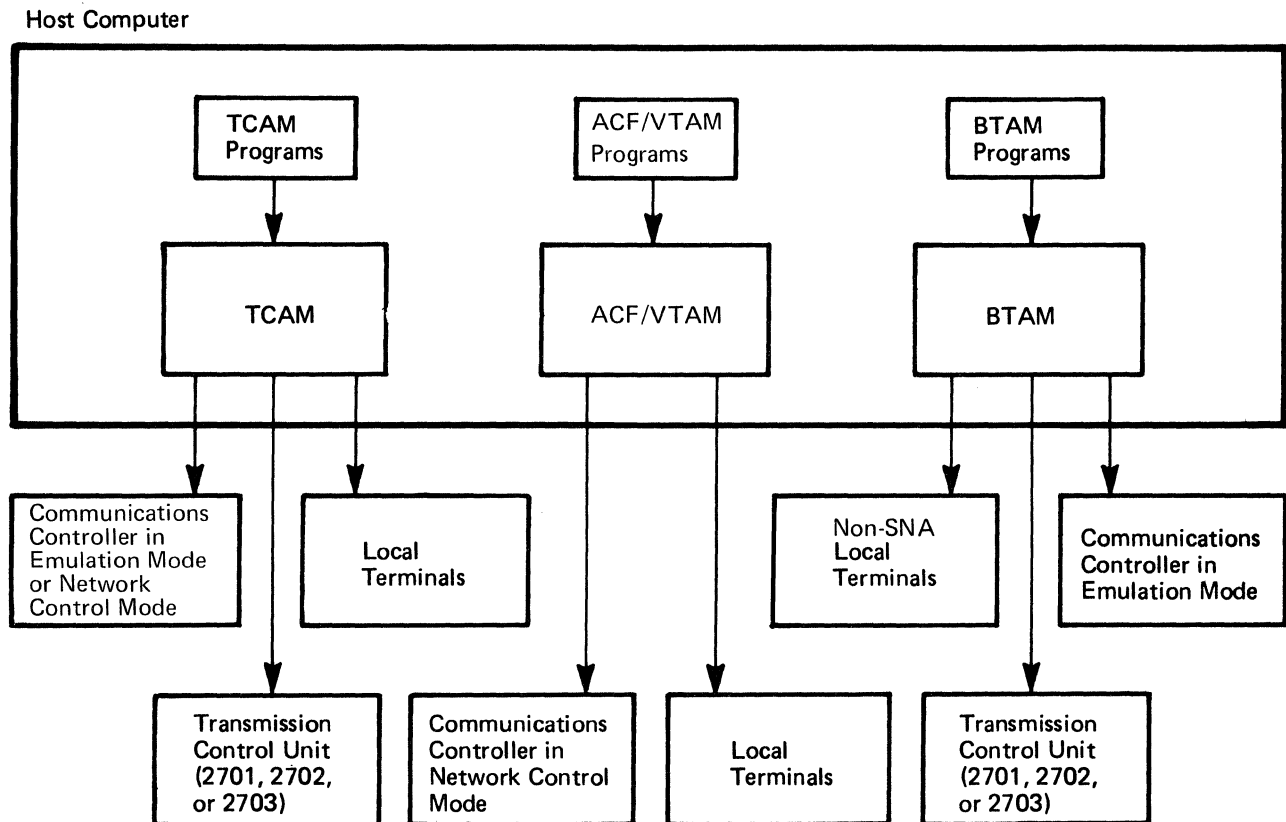 Host Computer
TCAM
Programs
ACF/VTAM
Programs
BTAM
Programs
TCAM
ACF/VTAM
BTAM
Communications
Controller in
Emulation Mode
or Network
Control Mode
Local
Terminals
Non-SNA
Local
Terminals
Communications
Controller in
Emulation Mode
Transmission
Control Unit
(2701, 2702,
or 2703)
Communications
Controller in
Network Control
Mode
Local
Terminals
Transmission
Control Unit
(2701, 2702,
or 2703)